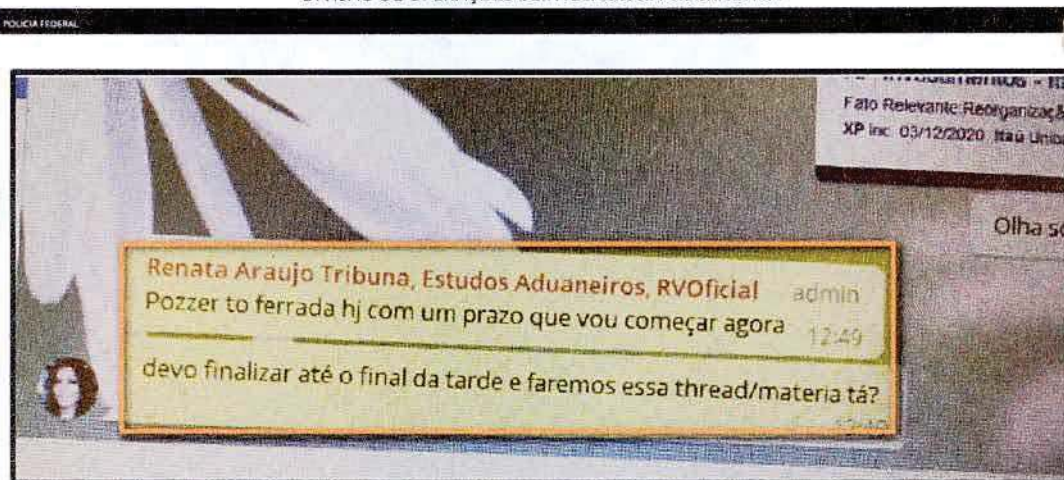 POLICIA FEDERAL
Fato Relevante Reorganizaçã
XP Inc 03/12/2020 Itaú Unib
Olha so
Renata Araujo Tribuna, Estudos Aduaneiros, RVOficial admin
Pozzer to ferrada hj com um prazo que vou começar agora
12:49
devo finalizar até o final da tarde e faremos essa thread/materia tá?